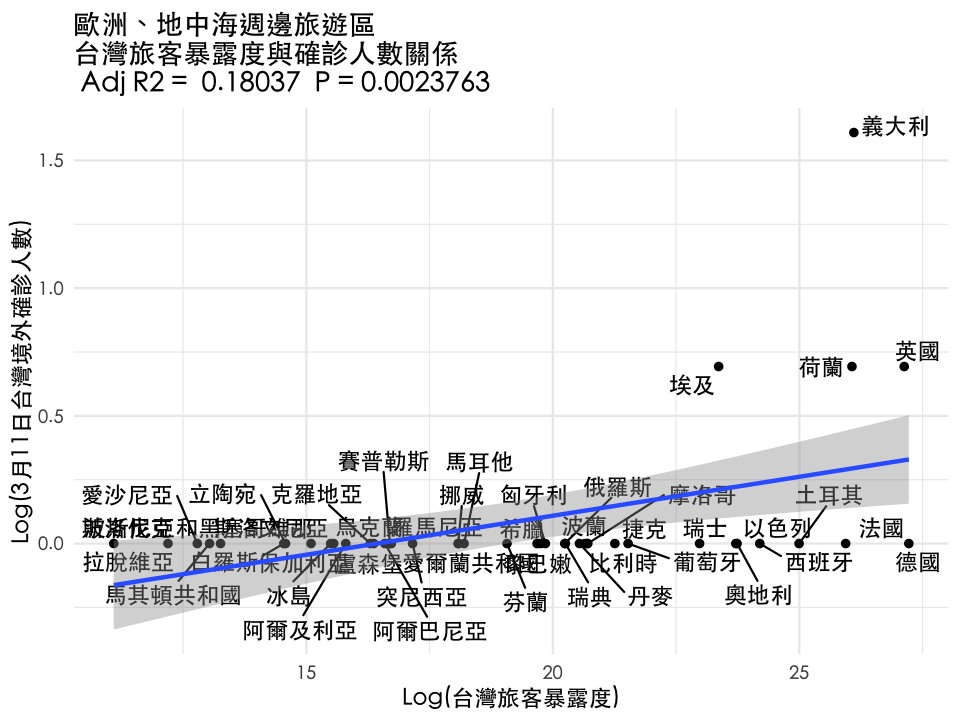 歐洲、地中海週邊旅遊區
台灣旅客暴露度與確診人數關係
Adj R2 = 0.18037 P = 0.0023763
義大利
1.5
1.0
英國
荷蘭
埃及
0.5
賽普勒斯
馬耳他
愛沙尼亞
立陶宛
克羅地亞
挪威
匈牙利
俄羅斯
摩洛哥
土耳其
烏克蘭
羅馬尼亞
希臘
波蘭
捷克
瑞士
以色列
法國
0.0
拉脫維亞
白羅斯
保加利亞
盧森堡
愛爾蘭共和國
比利時
葡萄牙
西班牙
德國
馬其頓共和國
冰島
突尼西亞
芬蘭
瑞典
丹麥
奧地利
阿爾及利亞
阿爾巴尼亞
15
20
25
Log(台灣旅客暴露度)
Log(3月11日台灣境外確診人數)